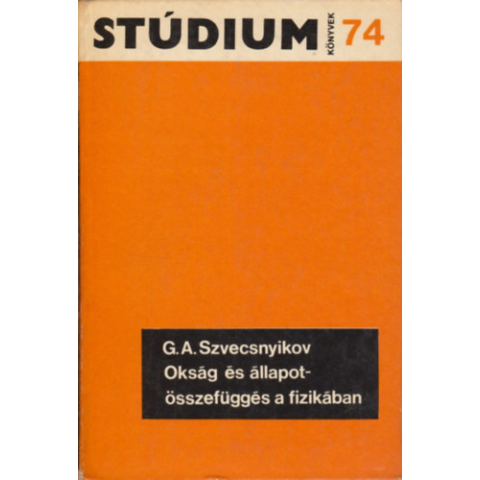 STÚDIUM KÖNYVEK 74
G.A.Szvecsnyikov
Okság és állapot-
összefüggés a fizikában